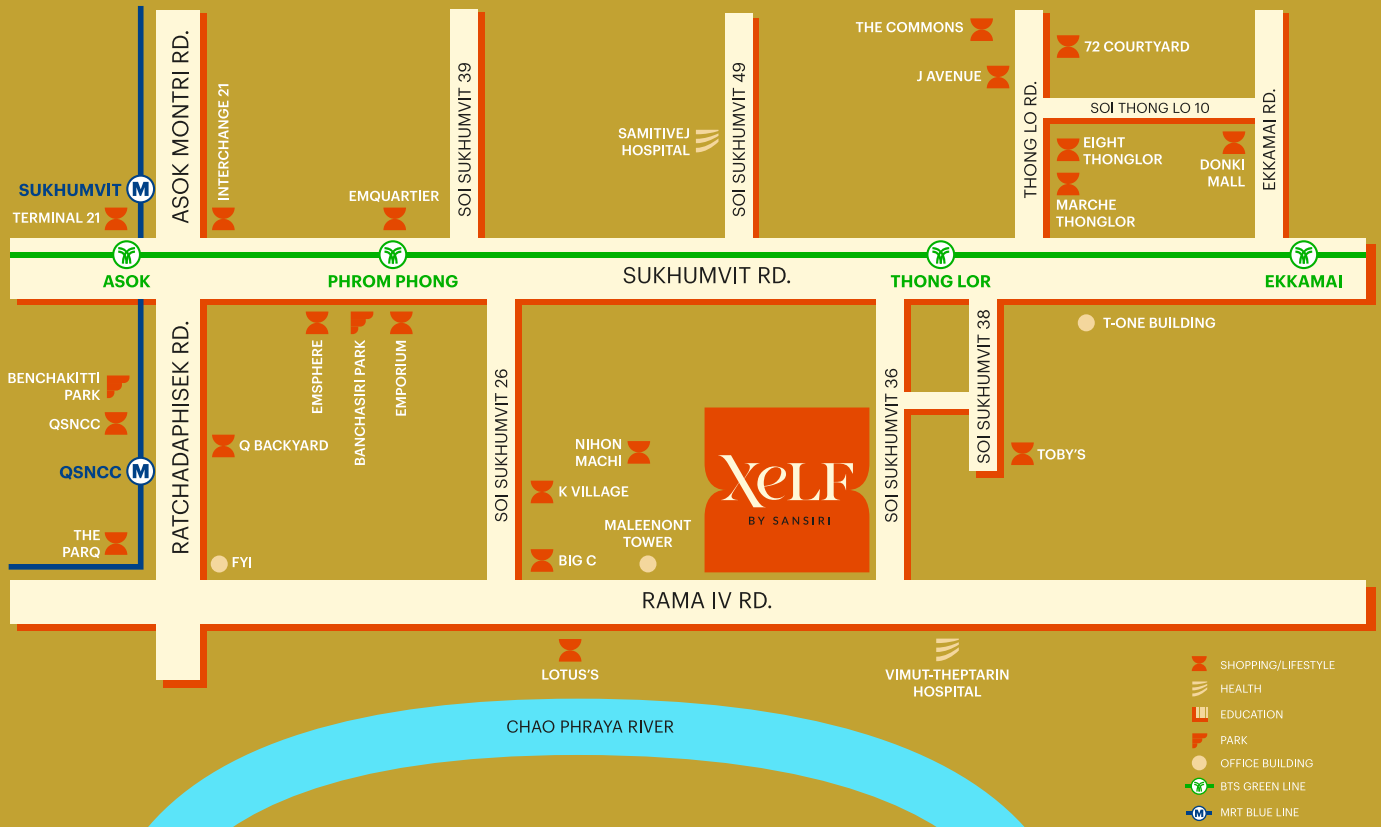 ASOK MONTRI RD.
INTERCHANGE 21
SOI SUKHUMVIT 39
SOI SUKHUMVIT 49
THE COMMONS
J AVENUE
THONG LO RD.
72 COURTYARD
SOI THONG LO 10
EKKAMAI RD.
SAMITIVEJ
HOSPITAL
EIGHT
THONGLOR
DONKI
MALL
MARCHE
THONGLOR
SUKHUMVIT
M
TERMINAL 21
EMQUARTIER
ASOK
PHROM PHONG
SUKHUMVIT RD.
THONG LOR
EKKAMAI
RATCHADAPHISEK RD.
EMSPHERE
BANCHASIRI PARK
EMPORIUM
SOI SUKHUMVIT 26
SOI SUKHUMVIT 36
SOI SUKHUMVIT 38
T-ONE BUILDING
BENCHAKITTI
PARK
QSNCC
QSNCC
M
Q BACKYARD
NIHON
MACHI
K VILLAGE
XeLF
BY SANSIRI
TOBY'S
THE
PARQ
FYI
BIG C
MALEENONT
TOWER
RAMA IV RD.
LOTUS'S
VIMUT-THEPTARIN
HOSPITAL
CHAO PHRAYA RIVER
SHOPPING/LIFESTYLE
HEALTH
EDUCATION
PARK
OFFICE BUILDING
BTS GREEN LINE
M
MRT BLUE LINE